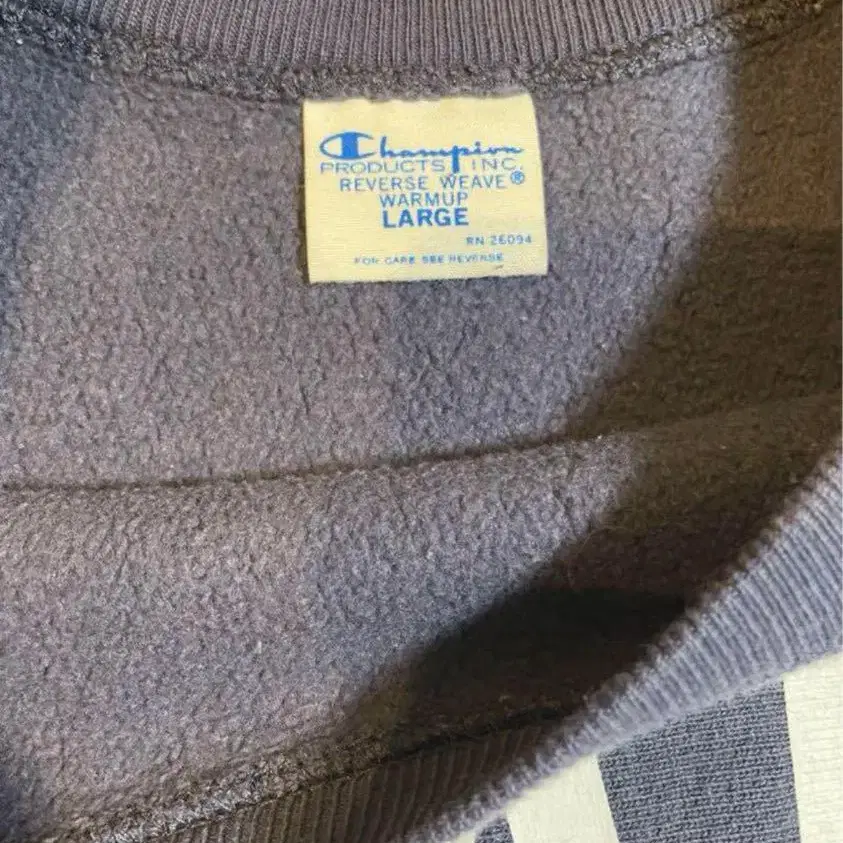 Champion
PRODUCTS INC.
REVERSE WEAVE®
WARMUP
LARGE
RN 26094
FOR CARE SEE REVERSE